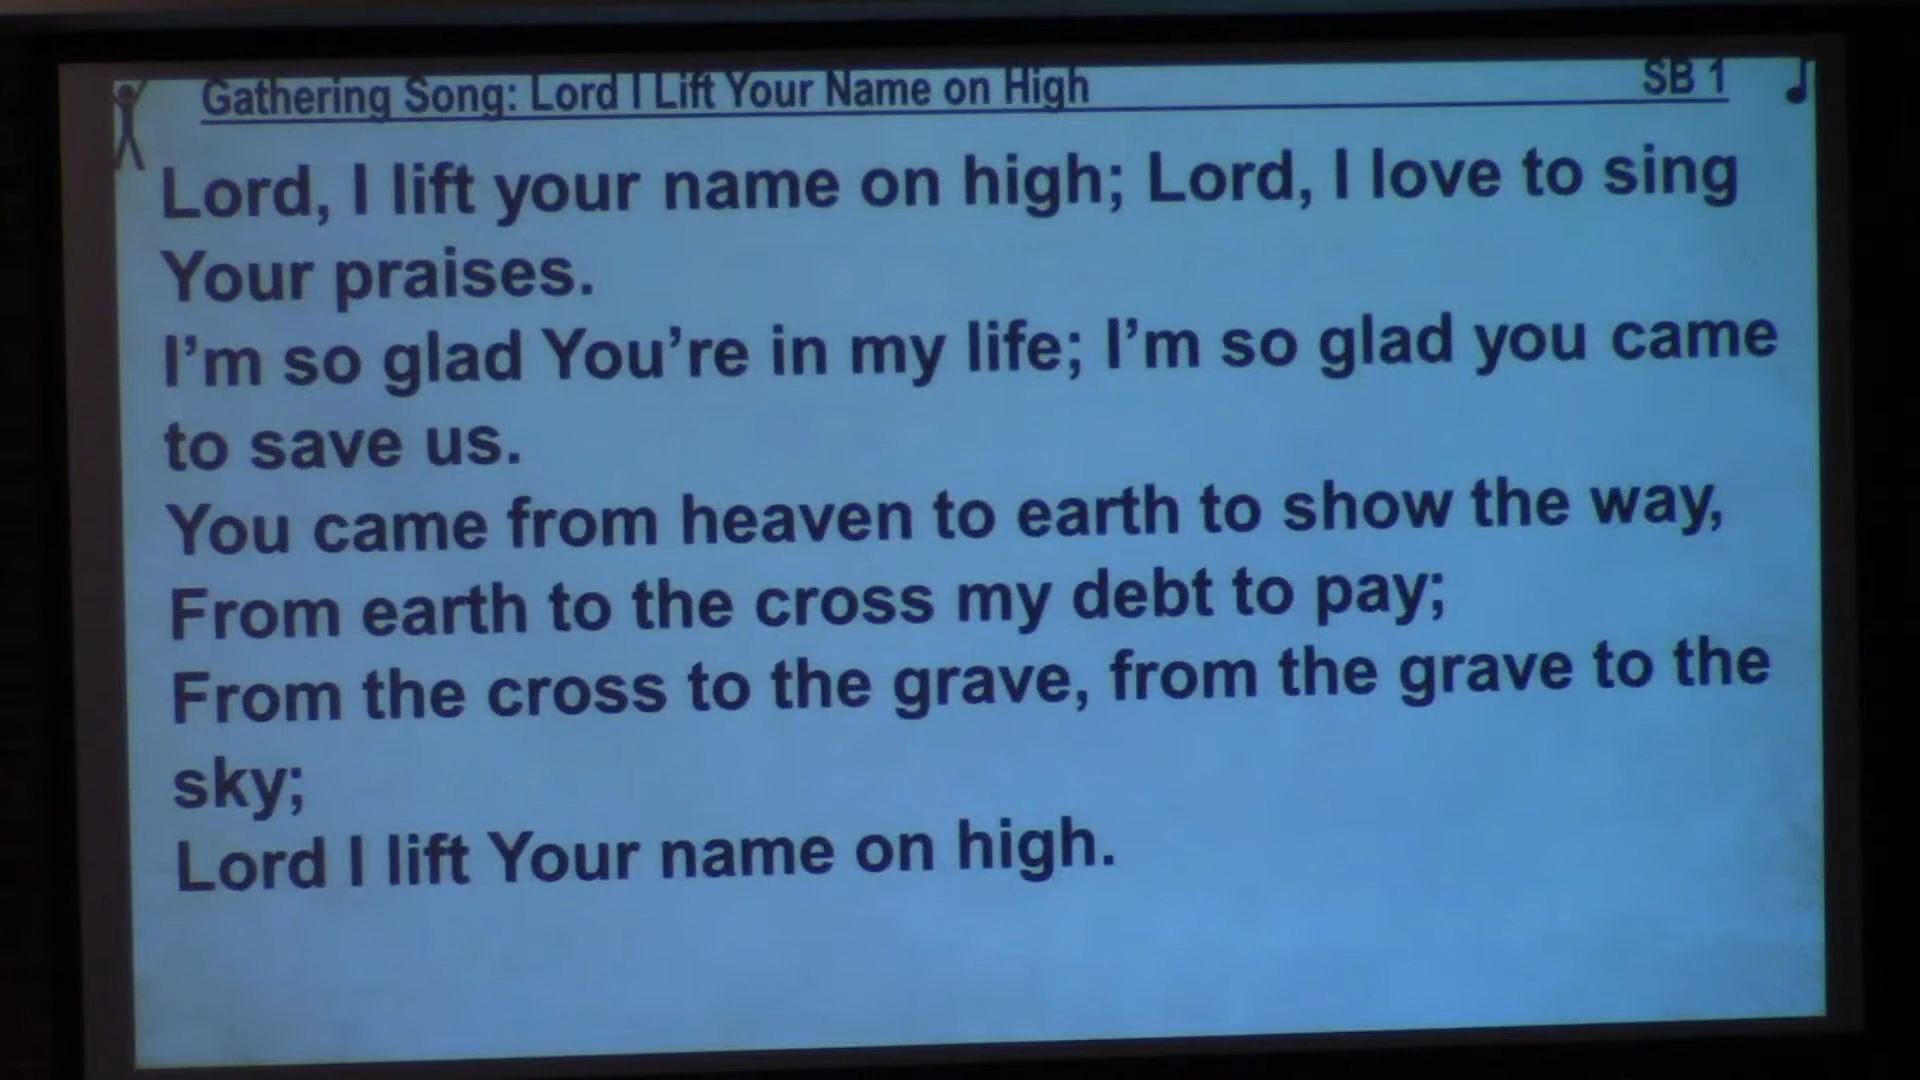 Gathering Song: Lord I Lift Your Name on High SB 1
Lord, I lift your name on high; Lord, I love to sing
Your praises.
I'm so glad You're in my life; I'm so glad you came
to save us.
You came from heaven to earth to show the way,
From earth to the cross my debt to pay;
From the cross to the grave, from the grave to the
sky;
Lord I lift Your name on high.